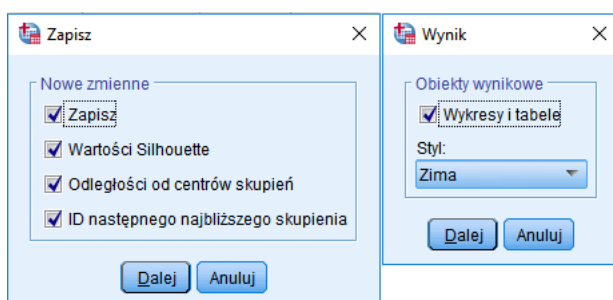 Zapisz
Nowe zmienne
Zapisz
Wartości Silhouette
Odległości od centrów skupień
ID następnego najbliższego skupienia
Dalej
Anuluj
Wynik
Obiekty wynikowe
Wykresy i tabele
Styl:
Zima
Dalej
Anuluj